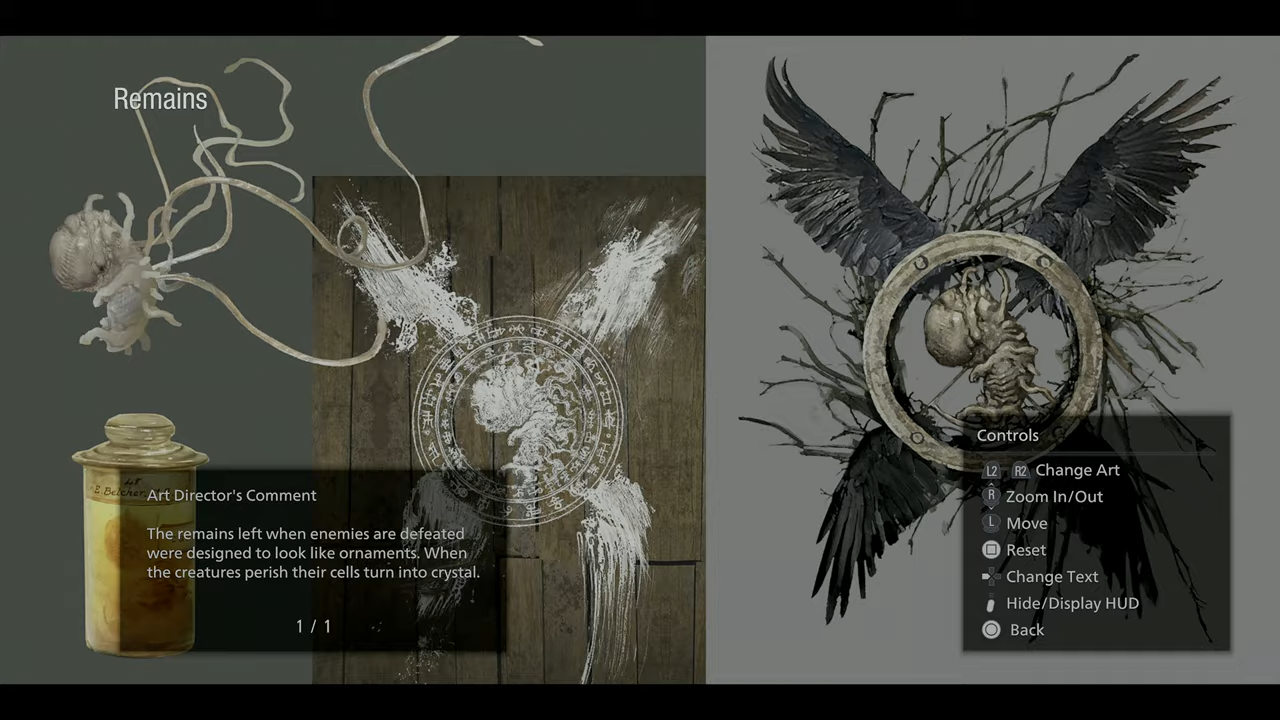 Remains
E. Belcher
Art Director's Comment
The remains left when enemies are defeated
were designed to look like ornaments. When
the creatures perish their cells turn into crystal.
1 / 1
Controls
L2 R2 Change Art
R Zoom In/Out
L Move
Reset
Change Text
Hide/Display HUD
Back